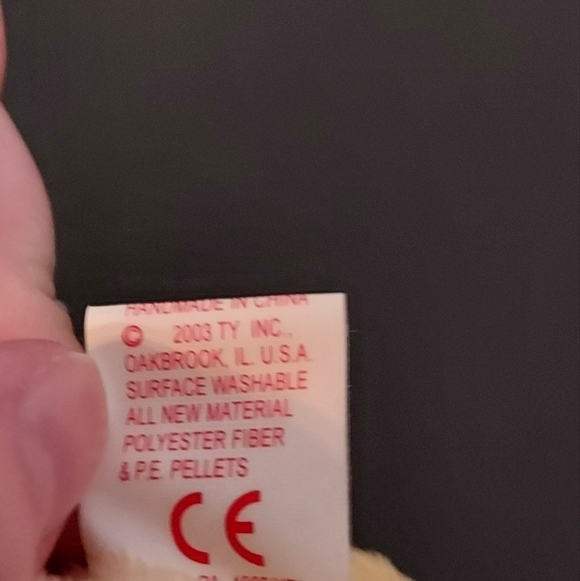 HANDMADE IN CHINA
© 2003 TY INC.,
OAKBROOK, IL. U.S.A.
SURFACE WASHABLE
ALL NEW MATERIAL
POLYESTER FIBER
& P.E. PELLETS
CE